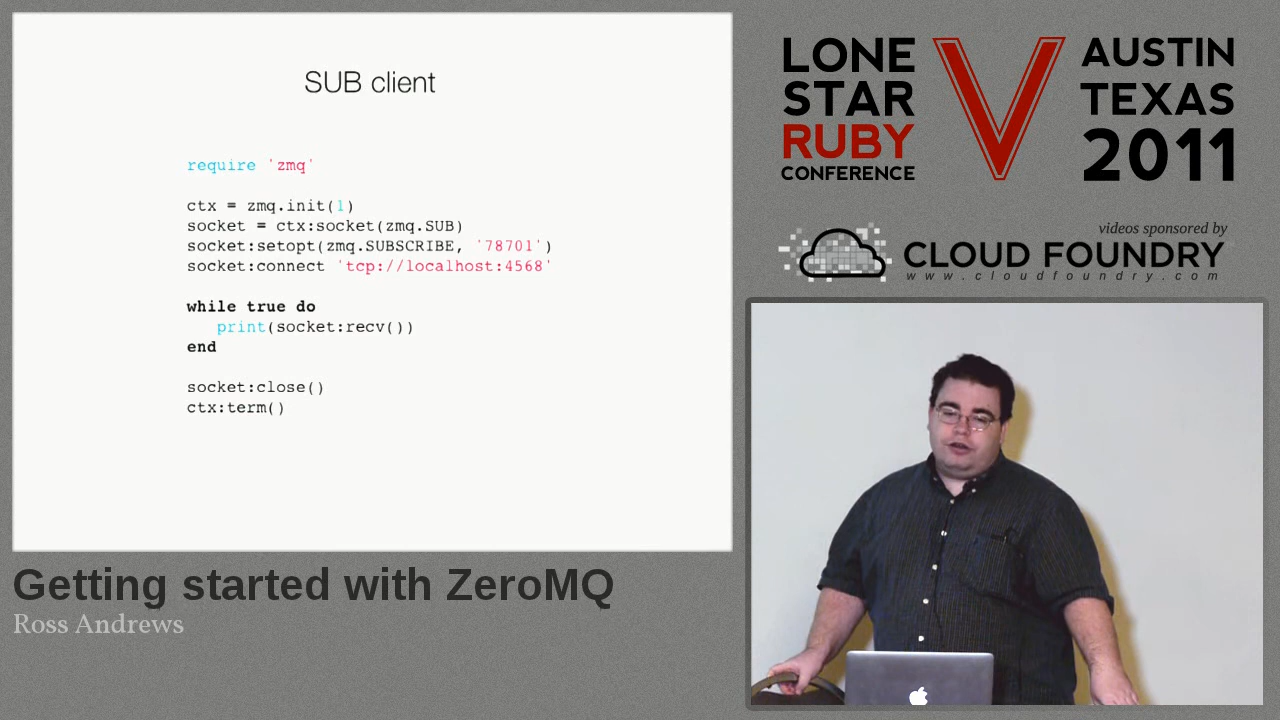 SUB client
require 'zmq'
ctx = zmq.init(1)
socket = ctx:socket(zmq.SUB)
socket:setopt(zmq.SUBSCRIBE, '78701')
socket:connect 'tcp://localhost:4568'
while true do
   print(socket:recv())
end
socket:close()
ctx:term()
Getting started with ZeroMQ
Ross Andrews
LONE
STAR
RUBY
CONFERENCE
V
AUSTIN
TEXAS
2011
videos sponsored by
CLOUD FOUNDRY
www.cloudfoundry.com